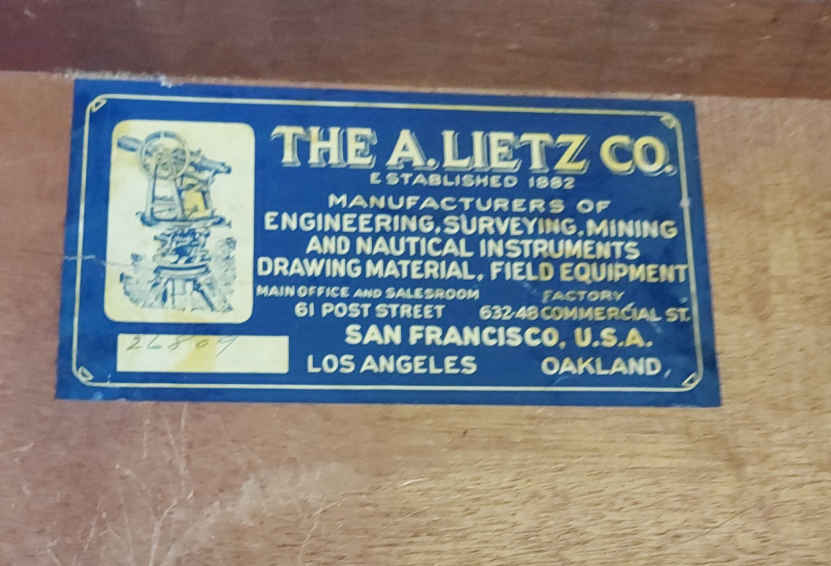 THE A. LIETZ CO.
ESTABLISHED 1882
MANUFACTURERS OF
ENGINEERING, SURVEYING, MINING
AND NAUTICAL INSTRUMENTS
DRAWING MATERIAL, FIELD EQUIPMENT
MAIN OFFICE AND SALESROOM FACTORY
61 POST STREET 632-48 COMMERCIAL ST.
SAN FRANCISCO, U.S.A.
LOS ANGELES OAKLAND,